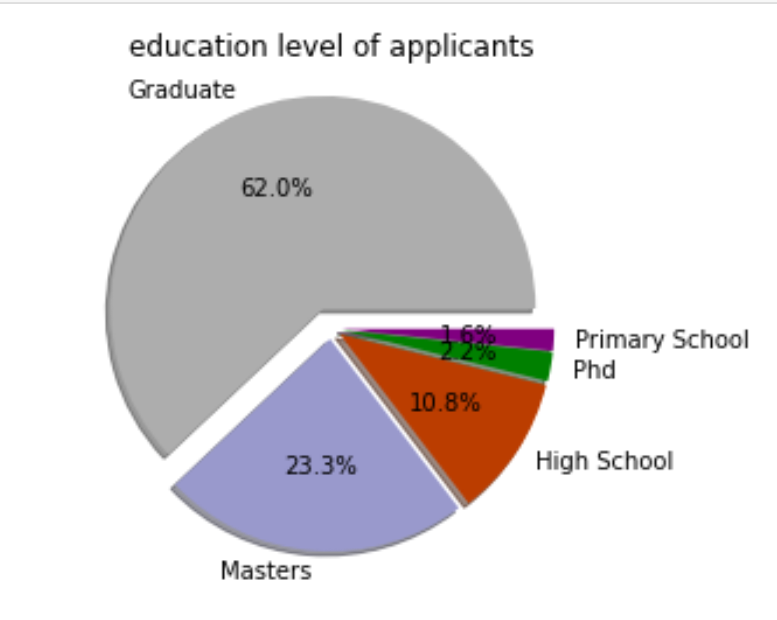 education level of applicants
Graduate
62.0%
1.6%
Primary School
2.2%
Phd
10.8%
High School
23.3%
Masters